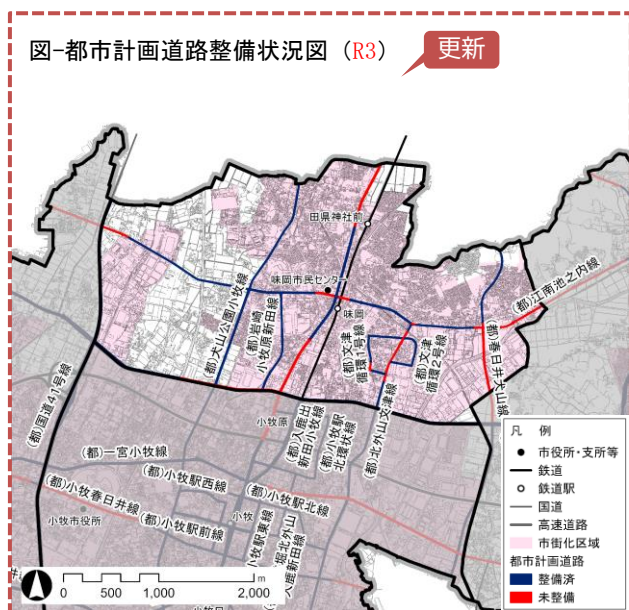 図-都市計画道路整備状況図（R3）
更新
田県神社前
味岡市民センター
味岡
(都)江南池之内線
(都)犬山公園小牧線
(都)岩崎
小牧原新田線
(都)文津
循環1号線
(都)文津
循環2号線
(都)春日井犬山線
(都)国道41号線
小牧原
(都)入鹿出
新田小牧線
(都)小牧駅
北環状線
(都)北外山文津線
(都)一宮小牧線
(都)小牧駅西線
(都)小牧春日井線
(都)小牧駅北線
小牧市役所
(都)小牧駅前線
小牧
小牧駅東線
堀北外山
入鹿新田線
凡 例
市役所・支所等
鉄道
鉄道駅
国道
高速道路
市街化区域
都市計画道路
整備済
未整備
0 500 1,000 2,000 m